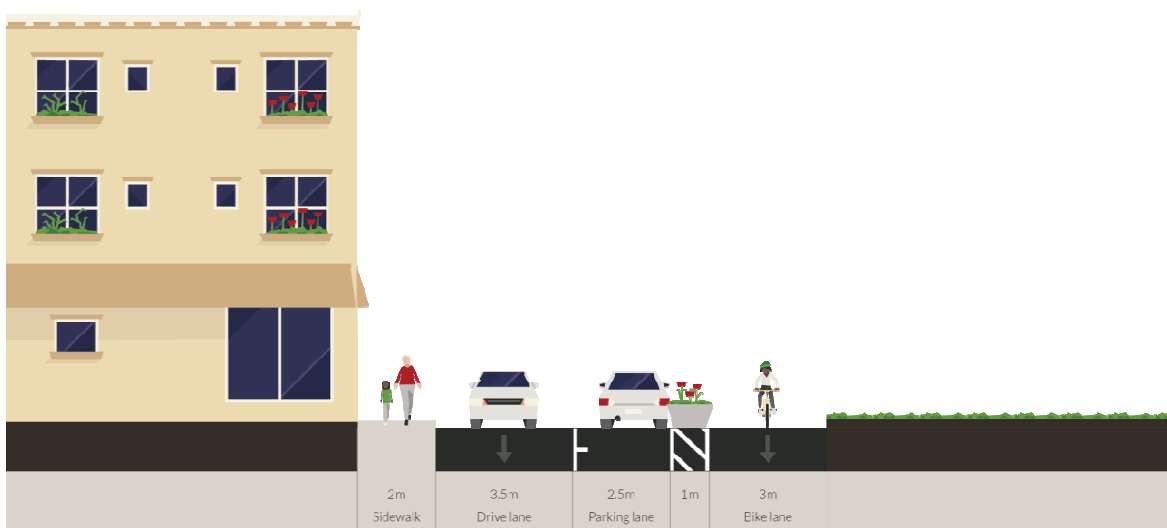 2m
Sidewalk
3.5m
Drive lane
2.5m
Parking lane
1m
3m
Bike lane